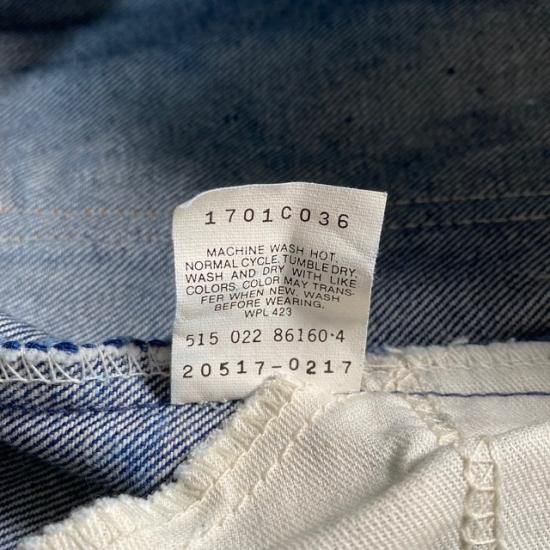 1701C036
MACHINE WASH HOT,
NORMAL CYCLE, TUMBLE DRY.
WASH AND DRY WITH LIKE
COLORS. COLOR MAY TRANS-
FER WHEN NEW. WASH
BEFORE WEARING.
WPL 423
515 022 86160·4
20517-0217